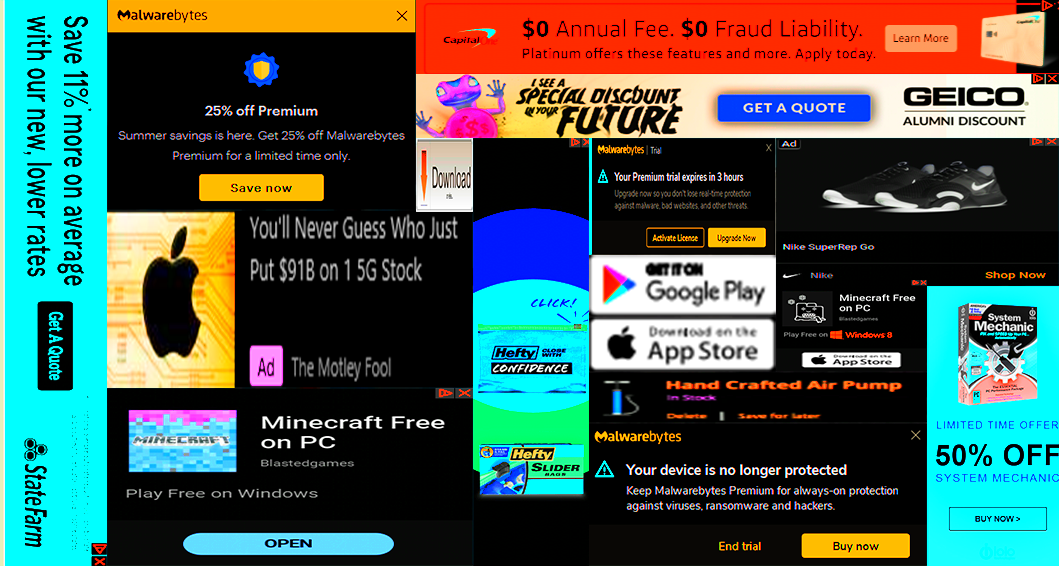 Save 11% more on average
with our new, lower rates
Get A Quote
StateFarm
Malwarebytes
25% off Premium
Summer savings is here. Get 25% off Malwarebytes
Premium for a limited time only.
Save now
Capital One
$0 Annual Fee. $0 Fraud Liability.
Platinum offers these features and more. Apply today.
Learn More
I SEE A
SPECIAL DISCOUNT
IN YOUR
FUTURE
GET A QUOTE
GEICO
ALUMNI DISCOUNT
Download
You'll Never Guess Who Just
Put $91B on 1 5G Stock
Ad
The Motley Fool
MINECRAFT
Minecraft Free
on PC
Blastedgames
Play Free on Windows
OPEN
CLICK!
Hefty
CLOSE WITH
CONFIDENCE
Hefty
SLIDER
BAGS
Malwarebytes | Trial
X
Your Premium trial expires in 3 hours
Upgrade now so you don't lose real-time protection
against malware, bad websites, and other threats.
Activate License
Upgrade Now
GET IT ON
Google Play
Download on the
App Store
Ad
Nike SuperRep Go
Nike
Shop Now
Minecraft Free
on PC
Blastedgames
Play Free on Windows 8
Download on the
App Store
Hand Crafted Air Pump
In Stock
Delete | Save for later
Malwarebytes
Your device is no longer protected
Keep Malwarebytes Premium for always-on protection
against viruses, ransomware and hackers.
End trial
Buy now
System
Mechanic
LIMITED TIME OFFER
50% OFF
SYSTEM MECHANIC
BUY NOW >
iolo